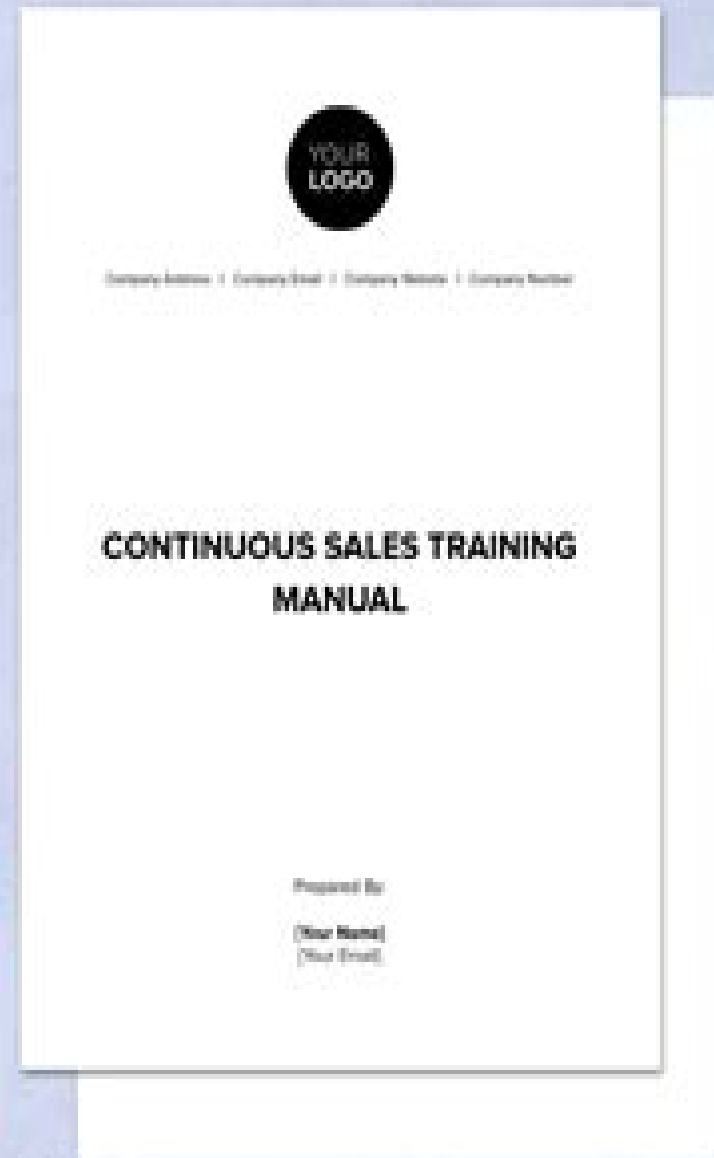 YOUR
LOGO
Company Address | Company Email | Company Website | Company Number
CONTINUOUS SALES TRAINING
MANUAL
Prepared By:
[Your Name]
[Your Email]